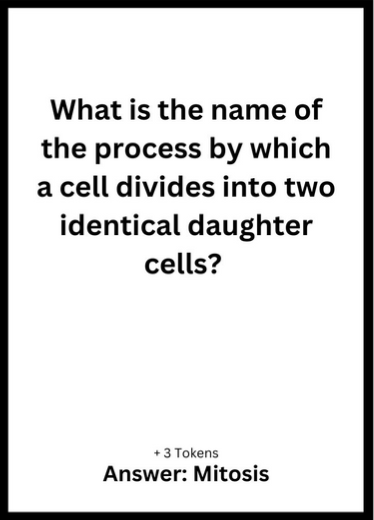 What is the name of
the process by which
a cell divides into two
identical daughter
cells?
+ 3 Tokens
Answer: Mitosis